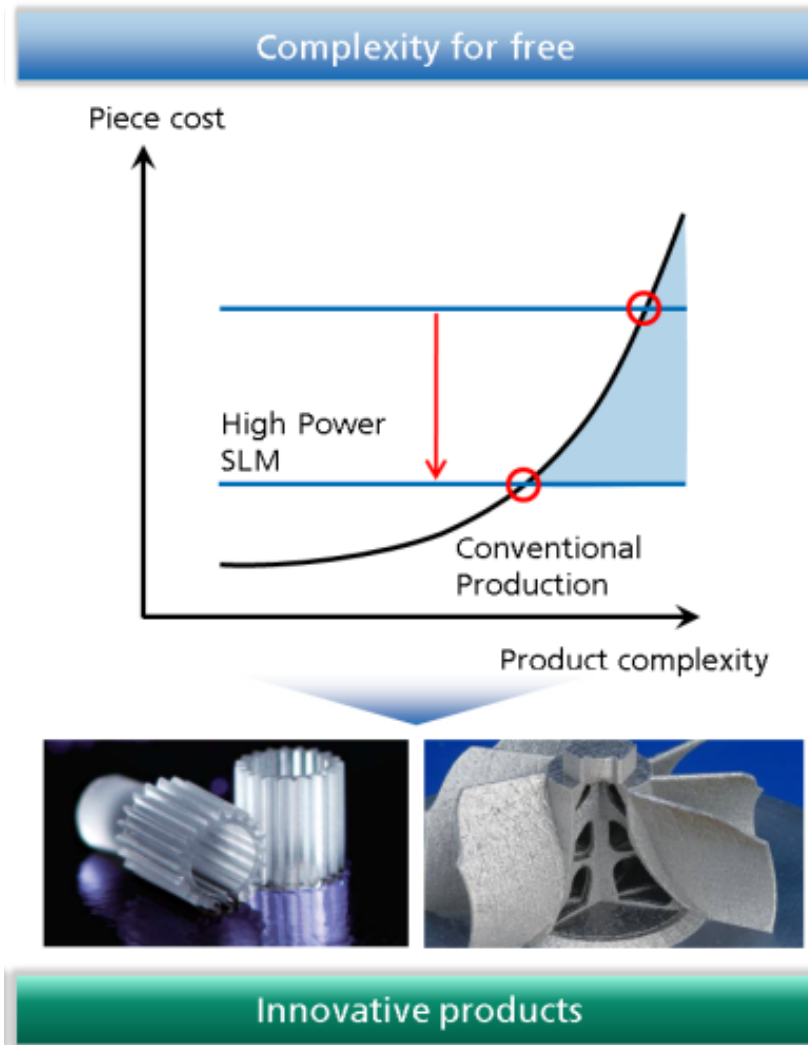 Complexity for free
Piece cost
High Power
SLM
Conventional
Production
Product complexity
Innovative products